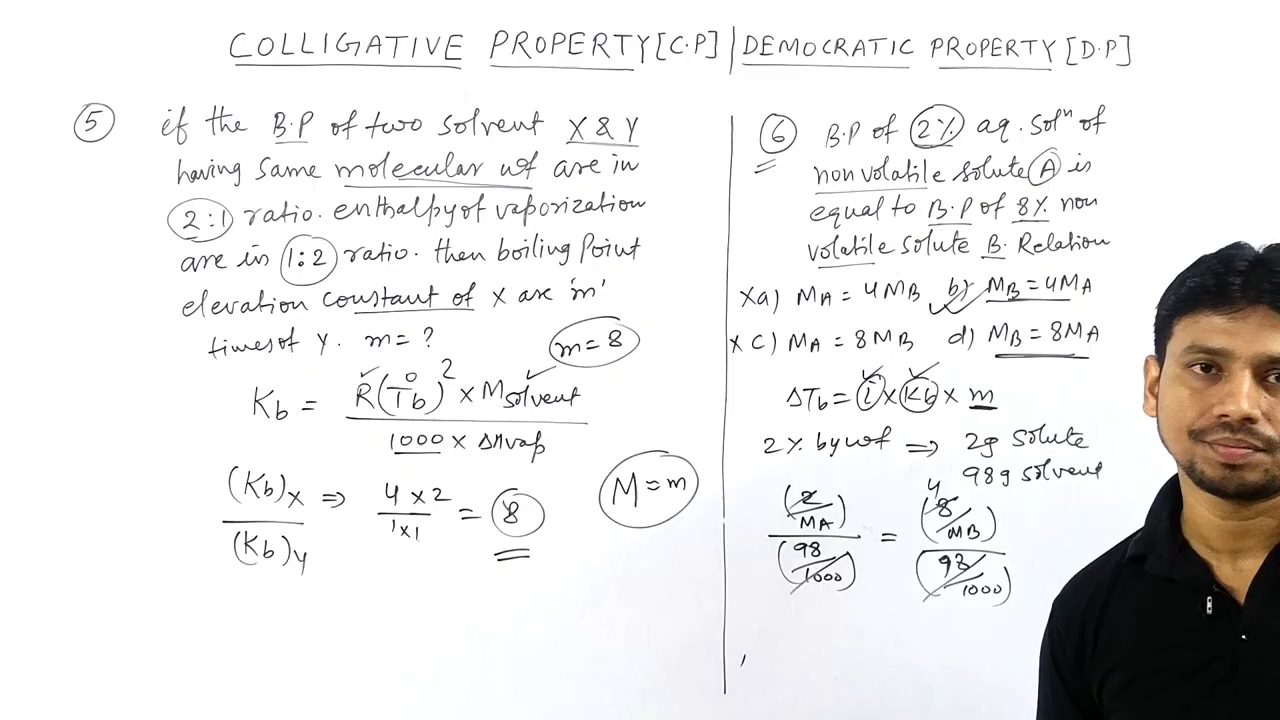 COLLIGATIVE PROPERTY[C.P] | DEMOCRATIC PROPERTY[D.P]
5 if the B.P of two solvent X & Y
having same molecular wt are in
2:1 ratio. enthalpy of vaporization
are in 1:2 ratio. then boiling point
elevation constant of X are 'm'
times of Y. m= ?
m=8
Kb = R(T°b)² × Msolvent
1000 × ΔHvap
(Kb)X ⇒ 4 × 2 = 8
(Kb)Y 1×1
M=m
6 B.P of 2% aq. solⁿ of
non volatile solute A is
equal to B.P of 8% non
volatile solute B. Relation
X a) MA = 4MB b) MB = 4MA
X c) MA = 8MB d) MB = 8MA
ΔTb = i × Kb × m
2% by wt ⇒ 2g solute
98g solvent
4
(2/MA) = (8/MB)
(98/1000) (98/1000)